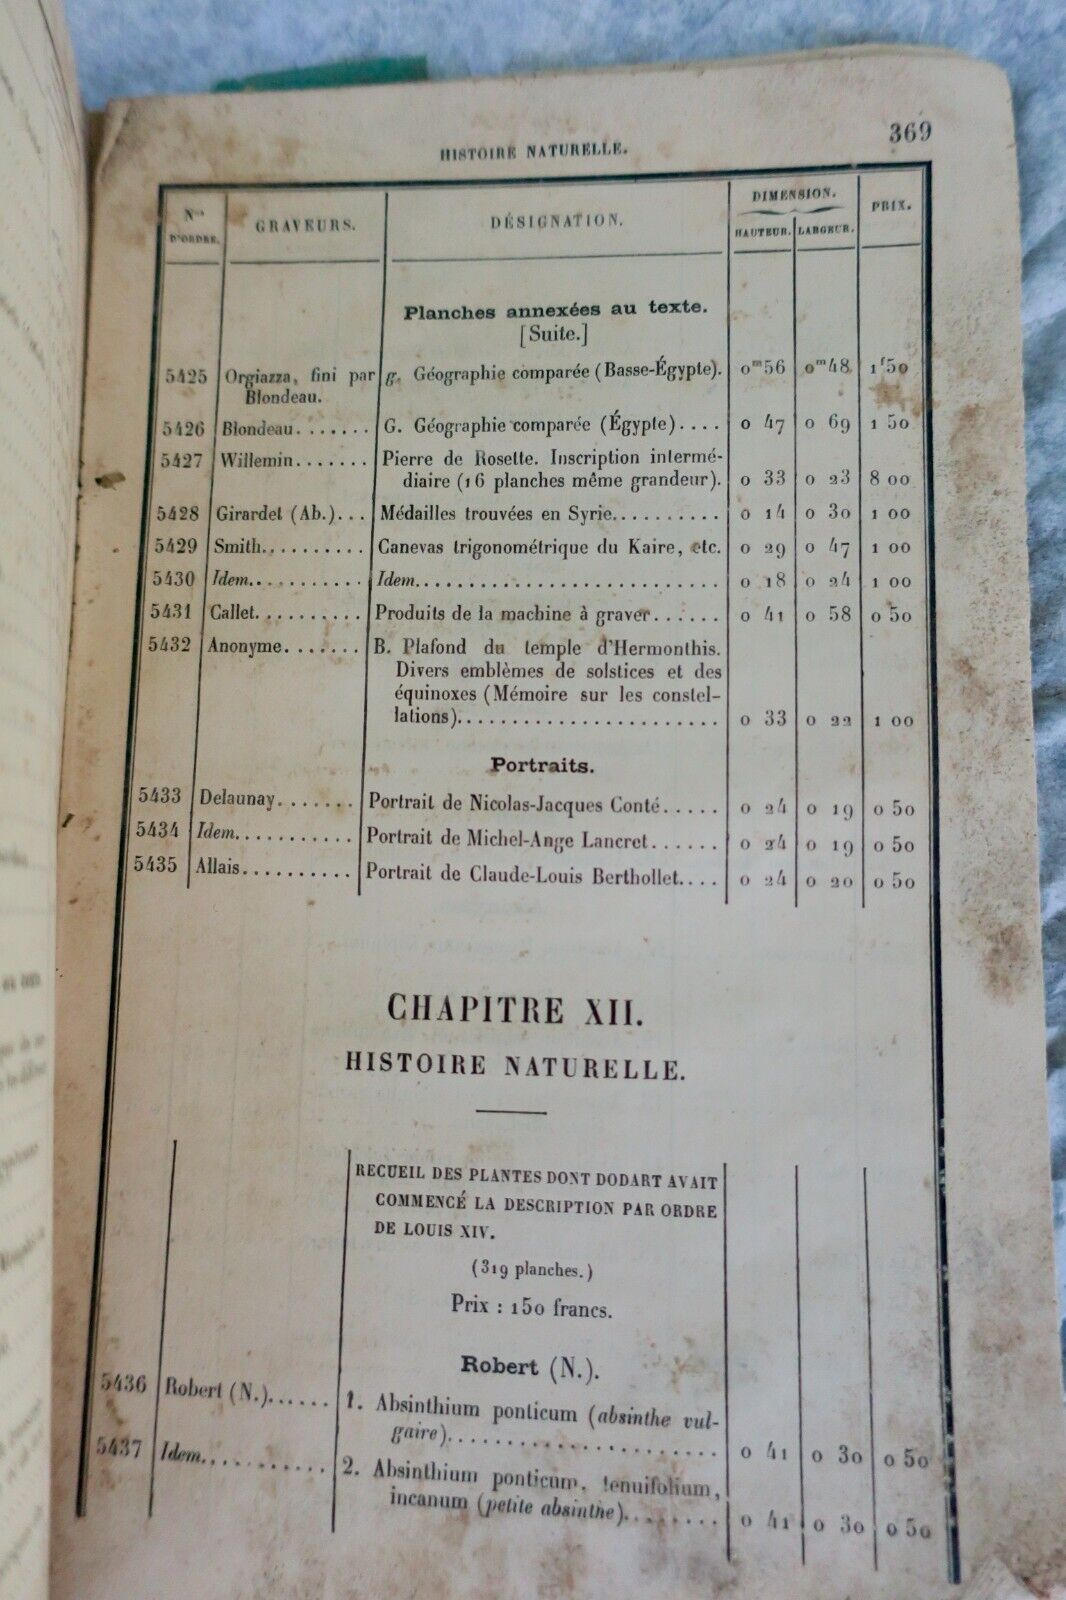 HISTOIRE NATURELLE.
369
Nos D'ORDRE.
GRAVEURS.
DÉSIGNATION.
DIMENSION.
HAUTEUR.
LARGEUR.
PRIX.
Planches annexées au texte.
[Suite.]
5425 Orgiazza, fini par g. Géographie comparée (Basse-Égypte). 0m56 0m48 1f50
Blondeau.
5426 Blondeau....... G. Géographie comparée (Égypte).... 0 47 0 69 1 50
5427 Willemin....... Pierre de Rosette. Inscription intermé-
diaire (16 planches même grandeur). 0 33 0 23 8 00
5428 Girardet (Ab.)... Médailles trouvées en Syrie.......... 0 14 0 30 1 00
5429 Smith.......... Canevas trigonométrique du Kaire, etc. 0 29 0 47 1 00
5430 Idem........... Idem............................ 0 18 0 24 1 00
5431 Callet.......... Produits de la machine à graver...... 0 41 0 58 0 50
5432 Anonyme....... B. Plafond du temple d'Hermonthis.
Divers emblèmes de solstices et des
équinoxes (Mémoire sur les constel-
lations)........................ 0 33 0 22 1 00
Portraits.
5433 Delaunay....... Portrait de Nicolas-Jacques Conté..... 0 24 0 19 0 50
5434 Idem........... Portrait de Michel-Ange Lancret...... 0 24 0 19 0 50
5435 Allais.......... Portrait de Claude-Louis Berthollet.... 0 24 0 20 0 50
CHAPITRE XII.
HISTOIRE NATURELLE.
RECUEIL DES PLANTES DONT DODART AVAIT
COMMENCÉ LA DESCRIPTION PAR ORDRE
DE LOUIS XIV.
(319 planches.)
Prix : 150 francs.
Robert (N.).
5436 Robert (N.)...... 1. Absinthium ponticum (absinthe vul-
gaire)...................... 0 41 0 30 0 50
5437 Idem............ 2. Absinthium ponticum, tenuifolium,
incanum (petite absinthe)......... 0 41 0 30 0 50